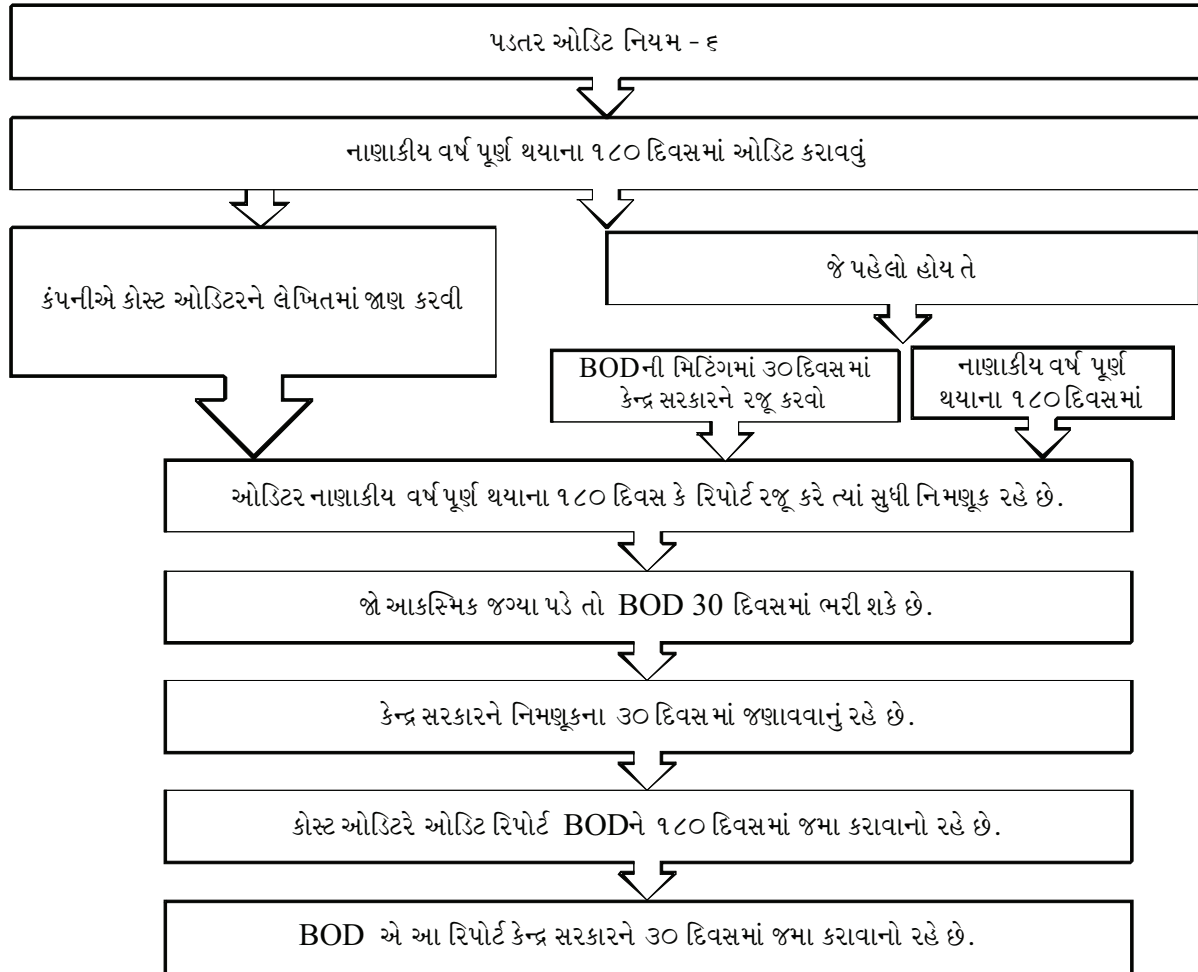 પડતર ઓડિટ નિયમ - ૬
નાણાકીય વર્ષ પૂર્ણ થયાના ૧૮૦ દિવસમાં ઓડિટ કરાવવું
કંપનીએ કોસ્ટ ઓડિટરને લેખિતમાં જાણ કરવી
જે પહેલો હોય તે
BODની મિટિંગમાં ૩૦ દિવસમાં
કેન્દ્ર સરકારને રજૂ કરવો
નાણાકીય વર્ષ પૂર્ણ
થયાના ૧૮૦ દિવસમાં
ઓડિટર નાણાકીય વર્ષ પૂર્ણ થયાના ૧૮૦ દિવસ કે રિપોર્ટ રજૂ કરે ત્યાં સુધી નિમણૂક રહે છે.
જો આકસ્મિક જગ્યા પડે તો BOD 30 દિવસમાં ભરી શકે છે.
કેન્દ્ર સરકારને નિમણૂકના ૩૦ દિવસમાં જણાવવાનું રહે છે.
કોસ્ટ ઓડિટરે ઓડિટ રિપોર્ટ BODને ૧૮૦ દિવસમાં જમા કરાવાનો રહે છે.
BOD એ આ રિપોર્ટ કેન્દ્ર સરકારને ૩૦ દિવસમાં જમા કરાવાનો રહે છે.